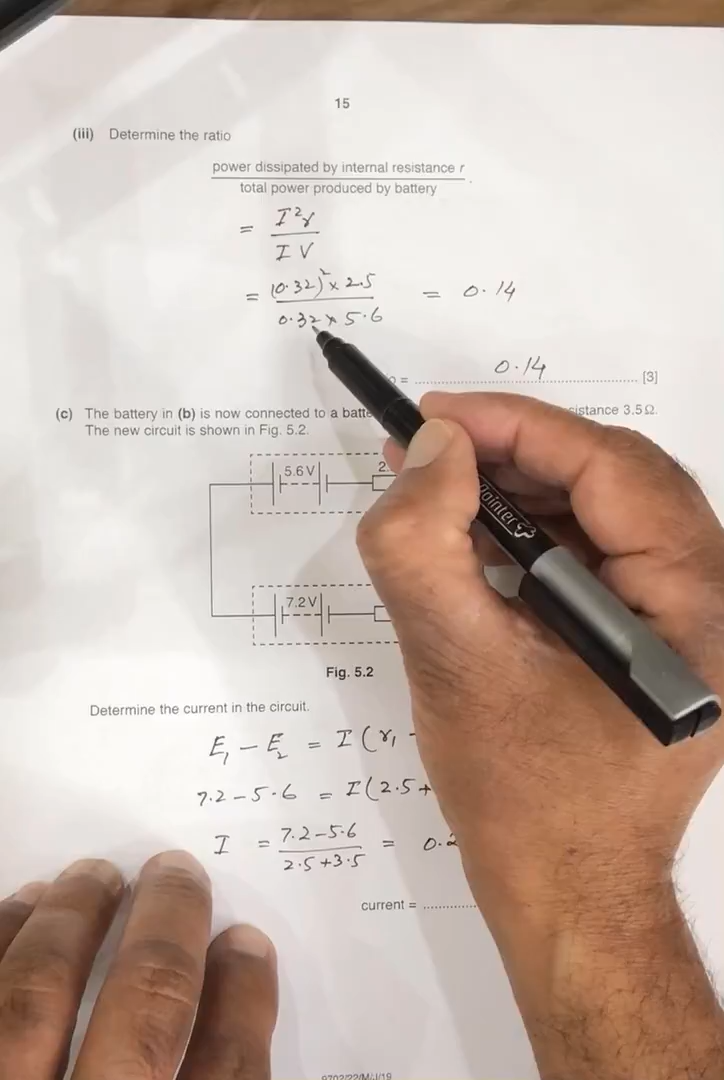 15
(iii) Determine the ratio
power dissipated by internal resistance r
total power produced by battery .
= I²r
I V
= (0.32)² × 2.5 = 0.14
0.32 × 5.6
= .......... 0.14 .......... [3]
(c) The battery in (b) is now connected to a 3.5 Ω.
The new circuit is shown in Fig. 5.2.
5.6 V
7.2 V
Fig. 5.2
Determine the current in the circuit.
E₁ − E₂ = I (r₁
7.2 − 5.6 = I (2.5 +
I = 7.2 − 5.6 =
2.5 + 3.5
current = ..........
9702/22/M/J/19
Pointer